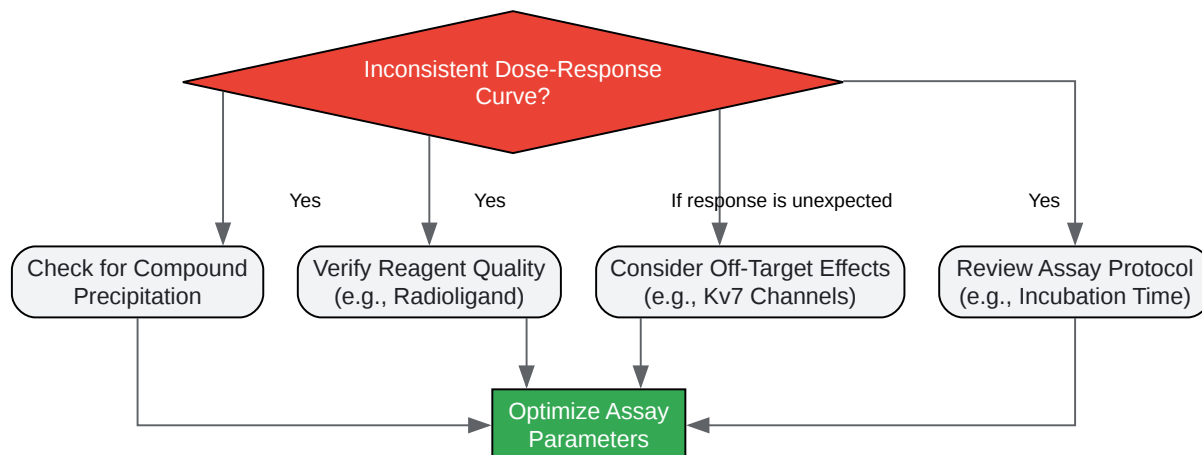 Inconsistent Dose-Response
Curve?
Yes
Yes
If response is unexpected
Yes
Check for Compound
Precipitation
Verify Reagent Quality
(e.g., Radioligand)
Consider Off-Target Effects
(e.g., Kv7 Channels)
Review Assay Protocol
(e.g., Incubation Time)
Optimize Assay
Parameters